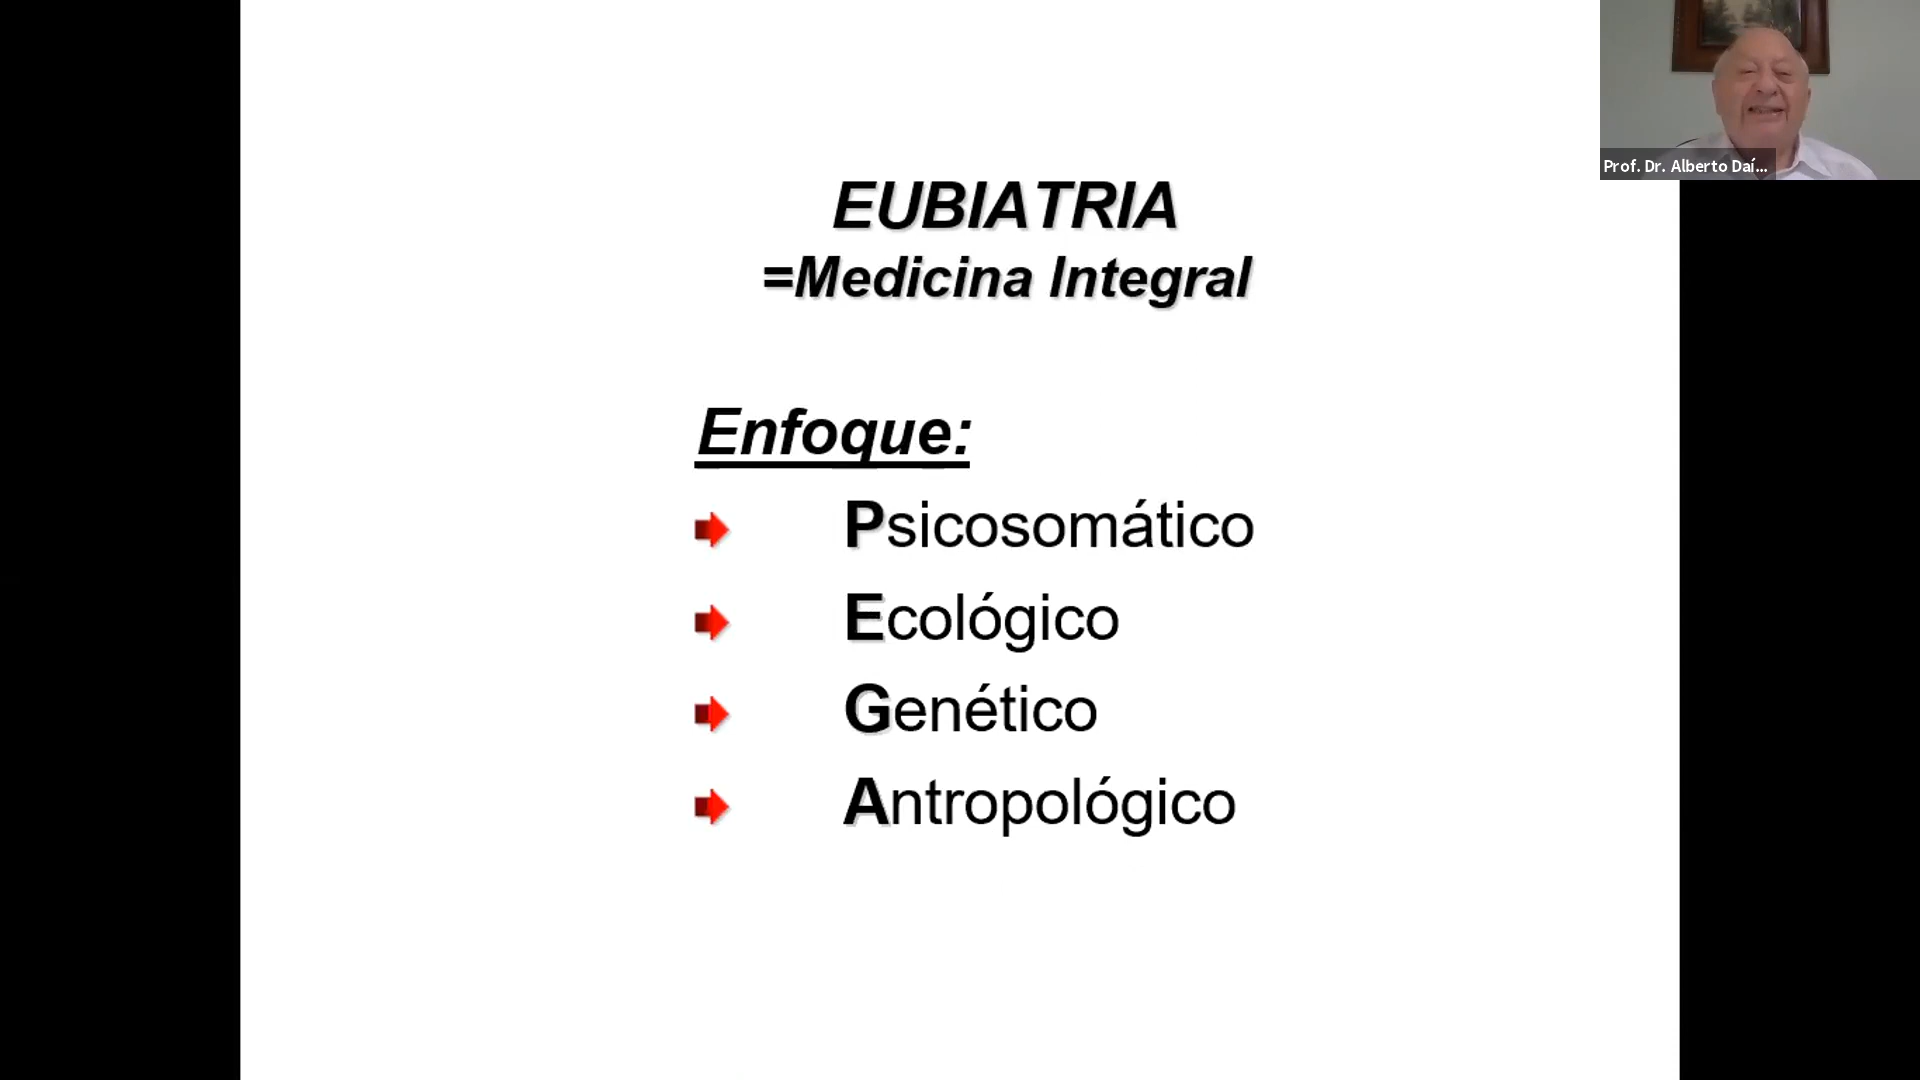 EUBIATRIA
=Medicina Integral
Enfoque:
Psicosomático
Ecológico
Genético
Antropológico
Prof. Dr. Alberto Daí...